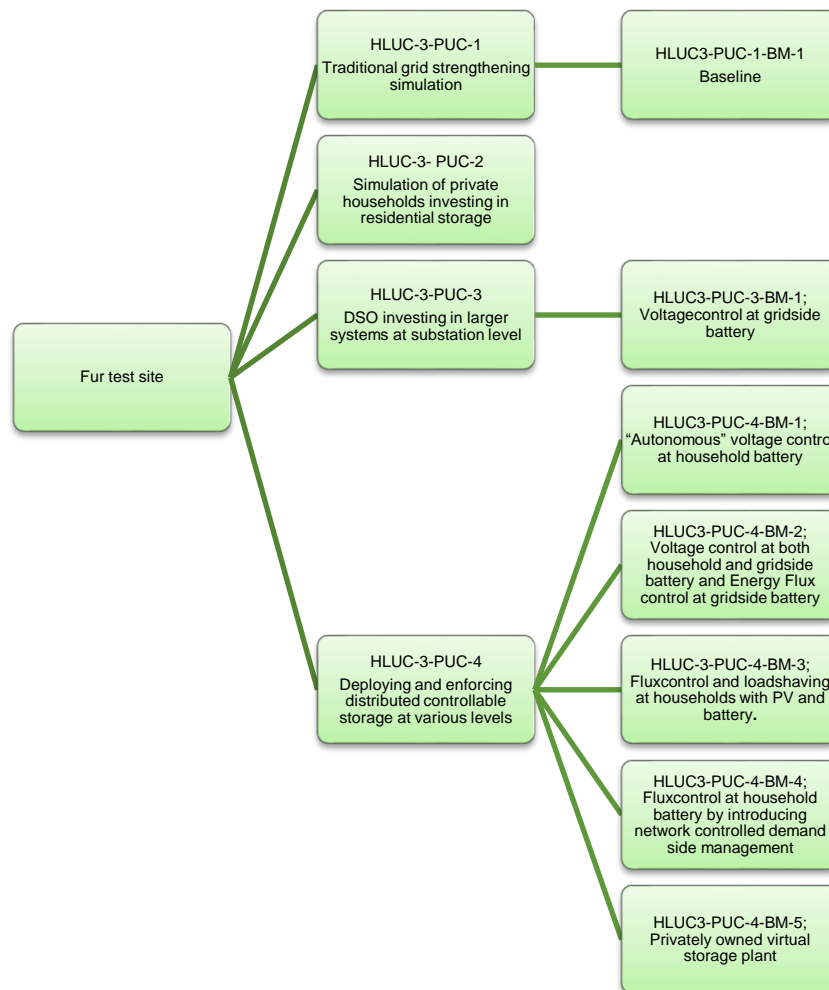 Fur test site
HLUC-3-PUC-1
Traditional grid strengthening
simulation
HLUC3-PUC-1-BM-1
Baseline
HLUC-3- PUC-2
Simulation of private
households investing in
residential storage
HLUC-3-PUC-3
DSO investing in larger
systems at substation level
HLUC3-PUC-3-BM-1;
Voltagecontrol at gridside
battery
HLUC-3-PUC-4
Deploying and enforcing
distributed controllable
storage at various levels
HLUC3-PUC-4-BM-1;
“Autonomous” voltage control
at household battery
HLUC3-PUC-4-BM-2;
Voltage control at both
household and gridside
battery and Energy Flux
control at gridside battery
HLUC-3-PUC-4-BM-3;
Fluxcontrol and loadshaving
at households with PV and
battery.
HLUC3-PUC-4-BM-4;
Fluxcontrol at household
battery by introducing
network controlled demand
side management
HLUC3-PUC-4-BM-5;
Privately owned virtual
storage plant